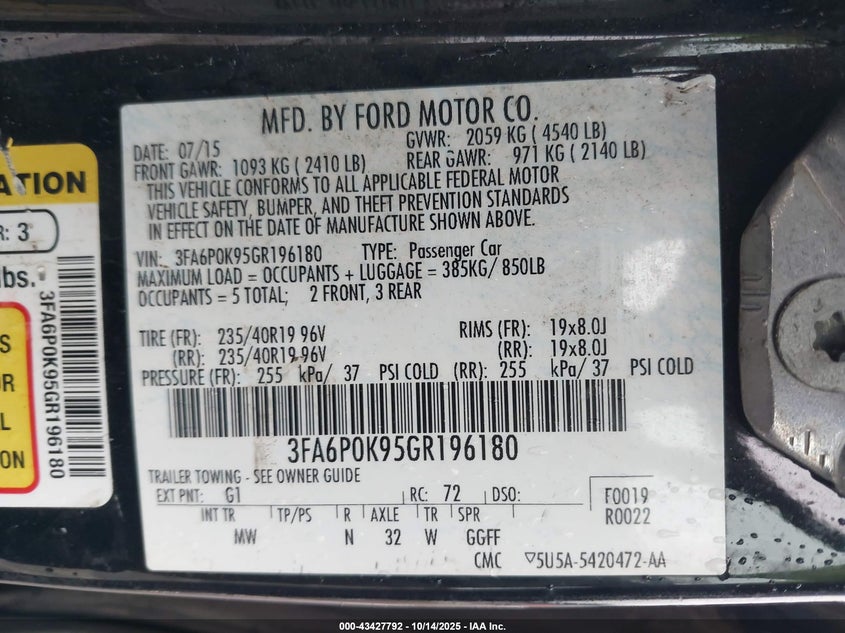 MFD. BY FORD MOTOR CO.
DATE: 07/15
GVWR: 2059 KG ( 4540 LB)
FRONT GAWR: 1093 KG ( 2410 LB)
REAR GAWR: 971 KG ( 2140 LB)
THIS VEHICLE CONFORMS TO ALL APPLICABLE FEDERAL MOTOR
VEHICLE SAFETY, BUMPER, AND THEFT PREVENTION STANDARDS
IN EFFECT ON THE DATE OF MANUFACTURE SHOWN ABOVE.
VIN: 3FA6P0K95GR196180 TYPE: Passenger Car
MAXIMUM LOAD = OCCUPANTS + LUGGAGE = 385KG/ 850LB
OCCUPANTS = 5 TOTAL; 2 FRONT, 3 REAR
TIRE (FR): 235/40R19 96V RIMS (FR): 19x8.0J
(RR): 235/40R19 96V (RR): 19x8.0J
PRESSURE (FR): 255 kPa/ 37 PSI COLD (RR): 255 kPa/ 37 PSI COLD
3FA6P0K95GR196180
TRAILER TOWING - SEE OWNER GUIDE
EXT PNT: G1 RC: 72 DSO:
F0019
R0022
INT TR TP/PS R AXLE TR SPR
MW N 32 W GGFF
CMC 5U5A-5420472-AA
ATION
R: 3
lbs.
S
OR
L
ON
3FA6P0K95GR196180
000-43427792 - 10/14/2025 - IAA Inc.